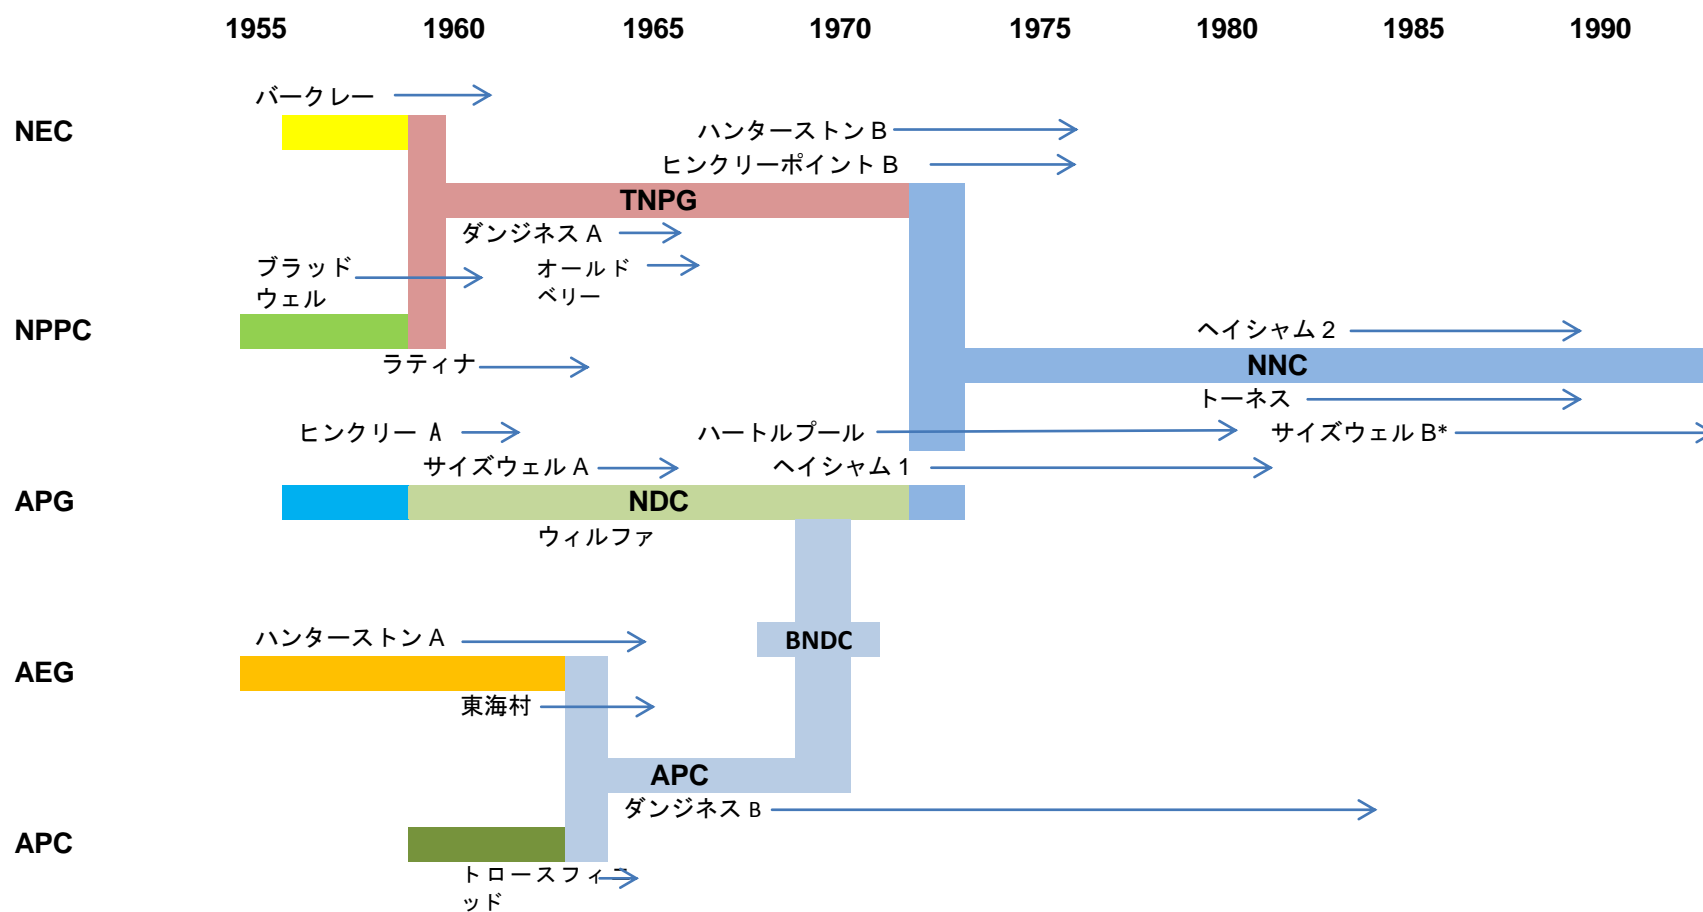 1955 1960 1965 1970 1975 1980 1985 1990
バークレー
NEC
ハンターストン B
ヒンクリーポイント B
TNPG
ダンジネス A
ブラッド
ウェル
オールド
ベリー
NPPC
ヘイシャム 2
ラティナ
NNC
トーネス
ヒンクリー A
ハートルプール
サイズウェル B*
サイズウェル A
ヘイシャム 1
APG
NDC
ウィルファ
ハンターストン A
BNDC
AEG
東海村
APC
ダンジネス B
APC
トロースフィニ
ッド